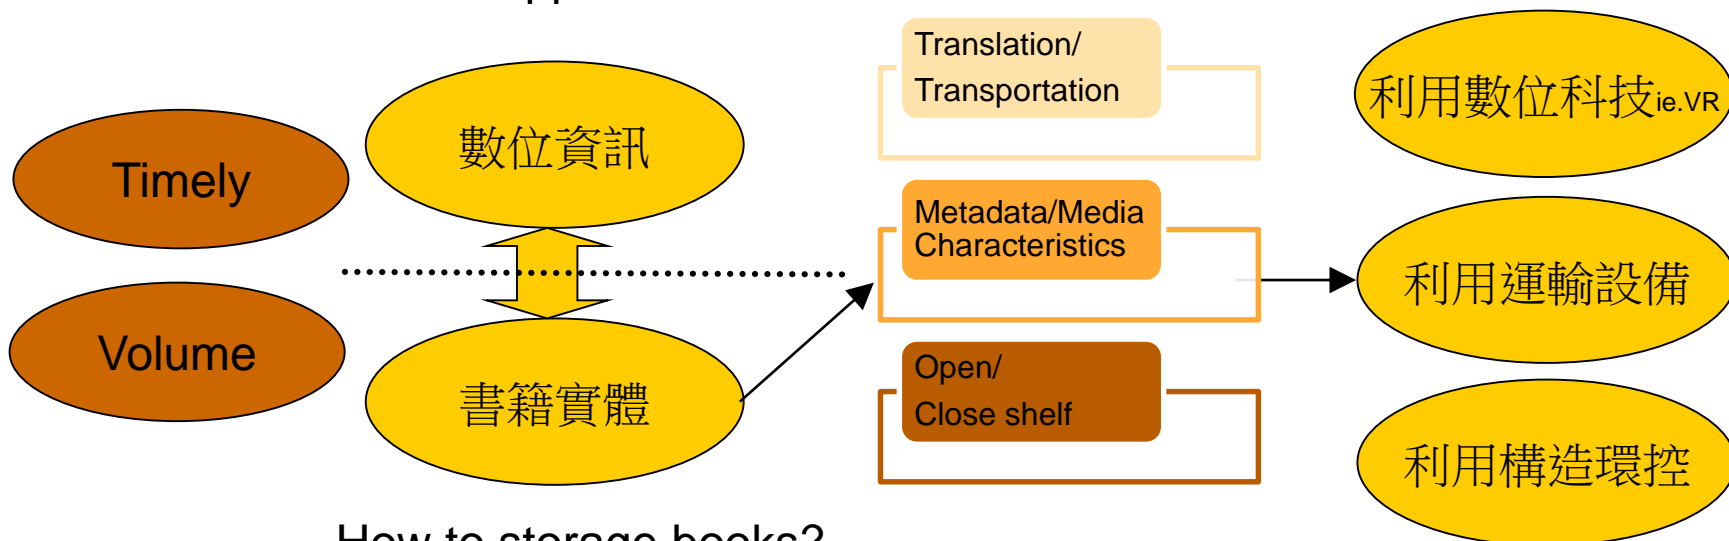 Timely
Volume
數位資訊
書籍實體
Translation/
Transportation
Metadata/Media
Characteristics
Open/
Close shelf
利用數位科技ie.VR
利用運輸設備
利用構造環控
How to storage books?